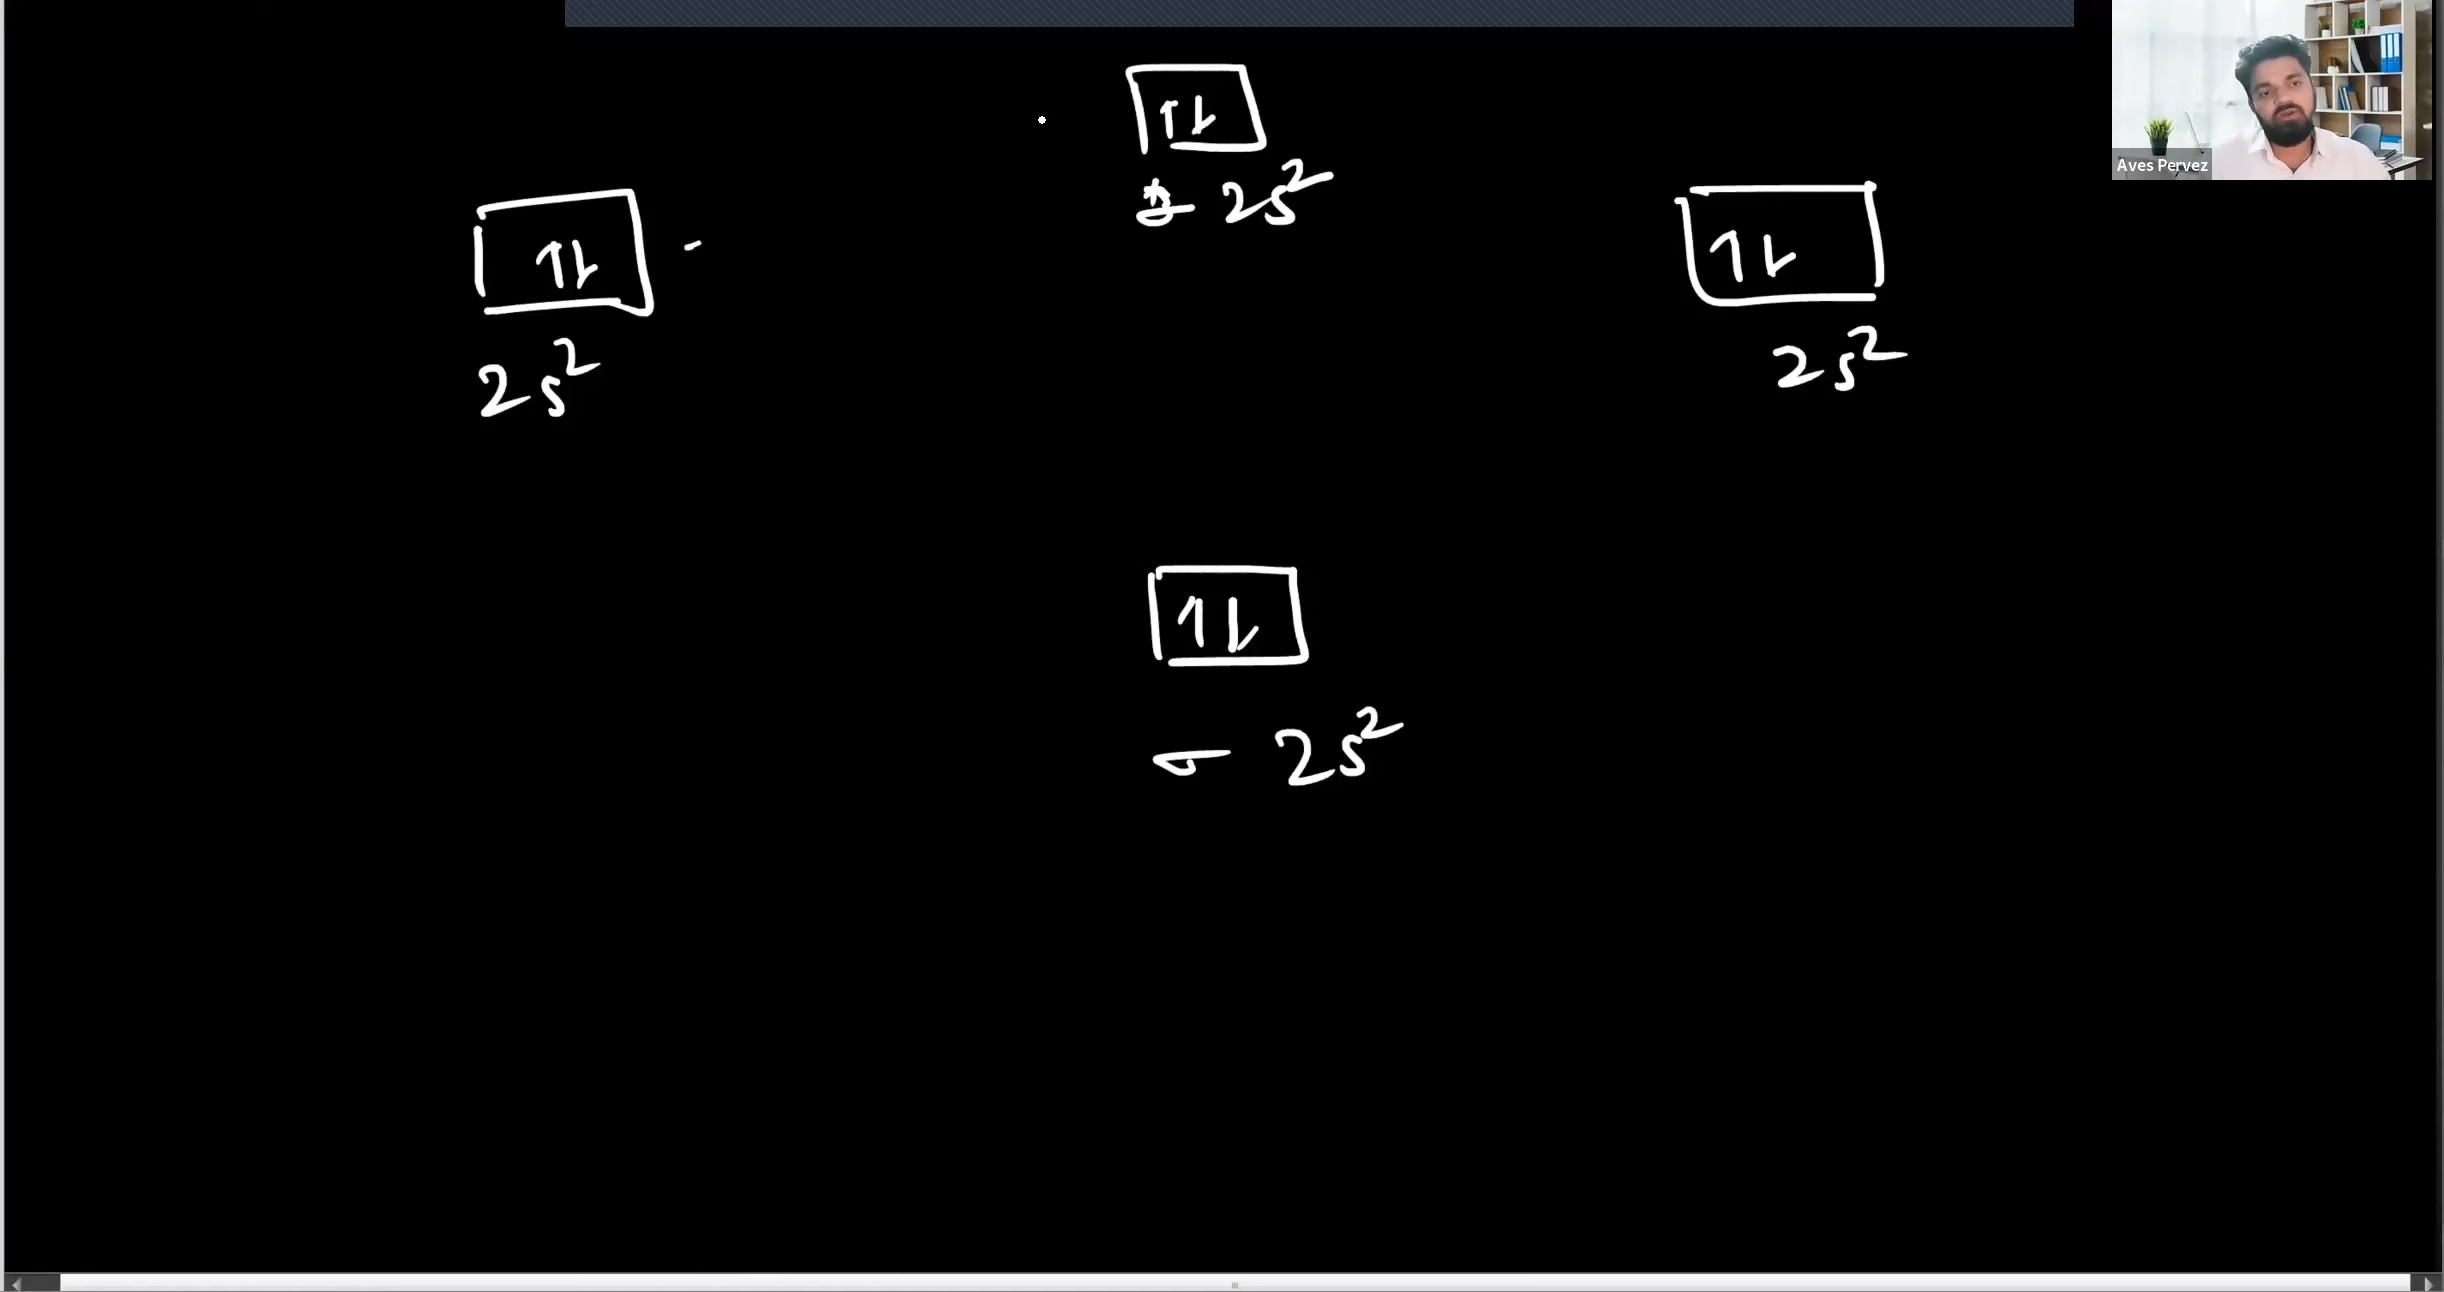 ↑↓
σ* 2s²
Aves Pervez
↑↓
2s²
↑↓
2s²
↑↓
σ 2s²